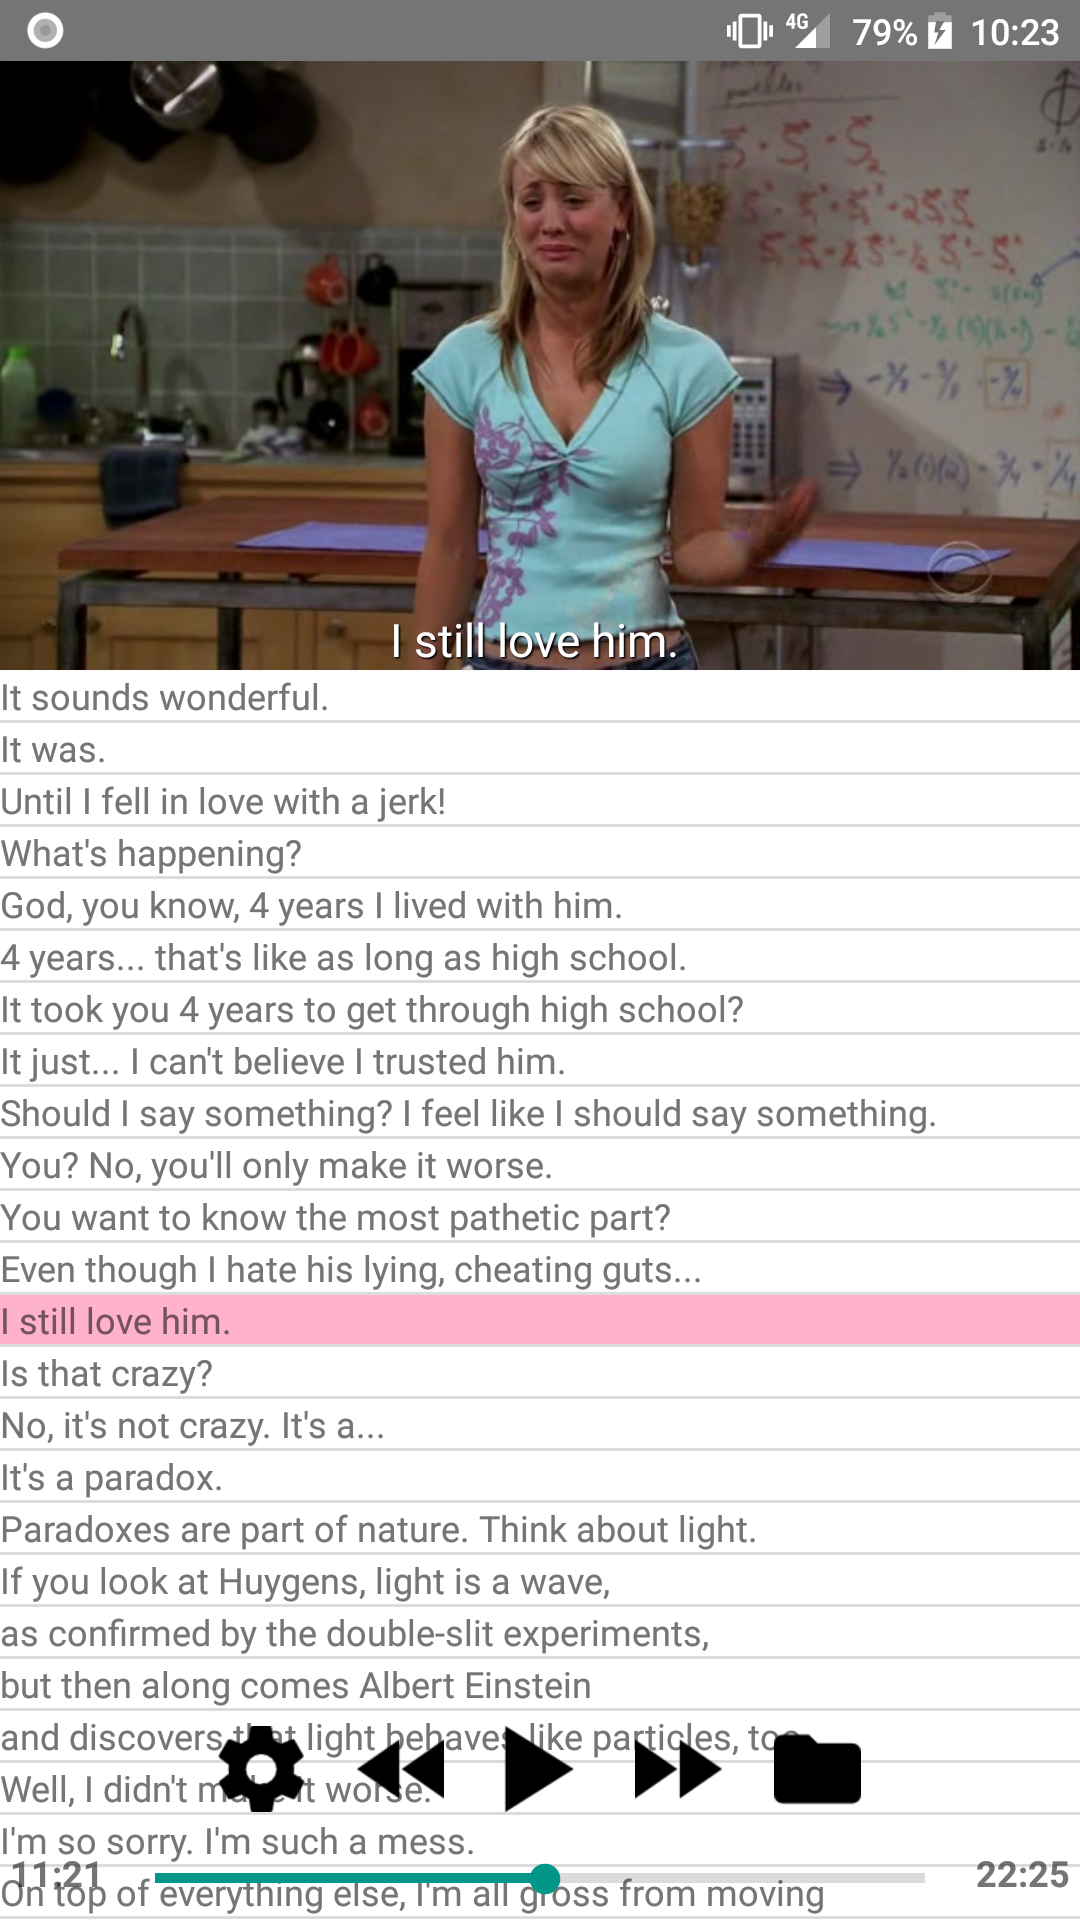 4G 79% 10:23
particles
I still love him.
It sounds wonderful.
It was.
Until I fell in love with a jerk!
What's happening?
God, you know, 4 years I lived with him.
4 years... that's like as long as high school.
It took you 4 years to get through high school?
It just... I can't believe I trusted him.
Should I say something? I feel like I should say something.
You? No, you'll only make it worse.
You want to know the most pathetic part?
Even though I hate his lying, cheating guts...
I still love him.
Is that crazy?
No, it's not crazy. It's a...
It's a paradox.
Paradoxes are part of nature. Think about light.
If you look at Huygens, light is a wave,
as confirmed by the double-slit experiments,
but then along comes Albert Einstein
and discovers that light behaves like particles, too.
Well, I didn't make it worse.
I'm so sorry. I'm such a mess.
11:21 22:25
On top of everything else, I'm all gross from moving